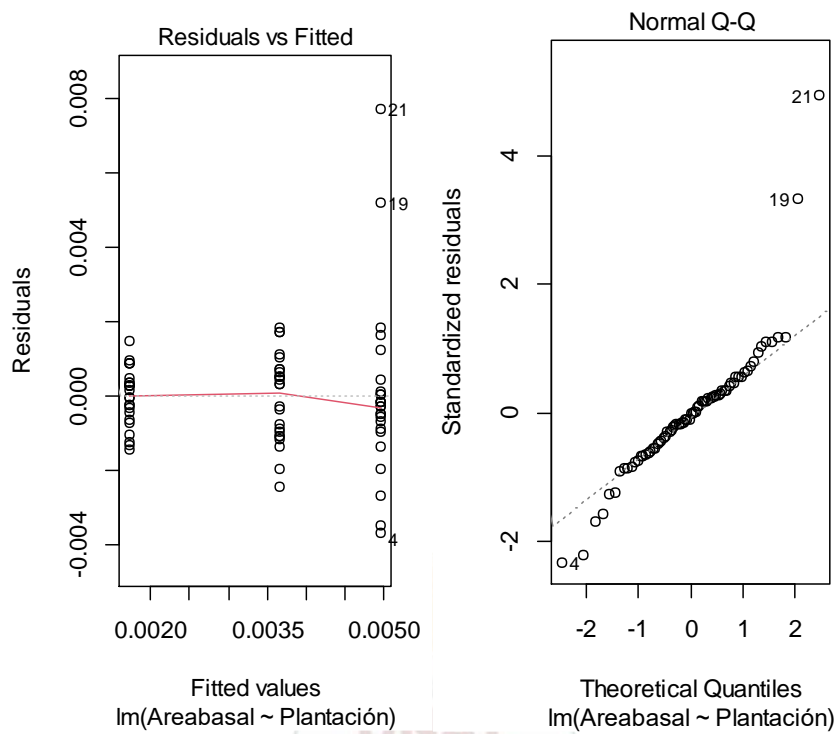 Residuals vs Fitted
Residuals
0.008
0.004
0.000
-0.004
21
19
4
0.0020 0.0035 0.0050
Fitted values
lm(Areabasal ~ Plantación)
Normal Q-Q
Standardized residuals
4
2
0
-2
21
19
4
-2 -1 0 1 2
Theoretical Quantiles
lm(Areabasal ~ Plantación)